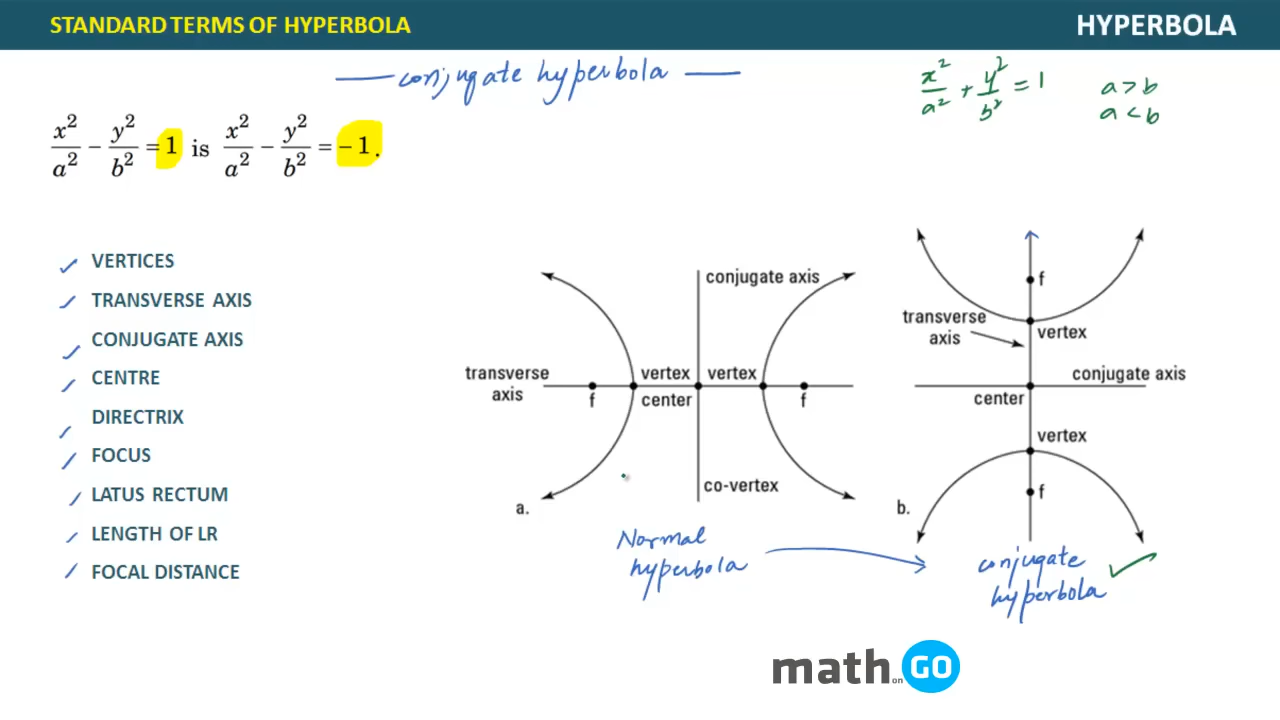 STANDARD TERMS OF HYPERBOLA
HYPERBOLA
conjugate hyperbola
x²/a² + y²/b² = 1
a > b
a < b
x²/a² − y²/b² = 1 is x²/a² − y²/b² = −1.
VERTICES
TRANSVERSE AXIS
CONJUGATE AXIS
CENTRE
DIRECTRIX
FOCUS
LATUS RECTUM
LENGTH OF LR
FOCAL DISTANCE
conjugate axis
transverse
axis
vertex vertex
f center f
co-vertex
a.
Normal
hyperbola
f
transverse
axis
vertex
conjugate axis
center
vertex
f
b.
conjugate
hyperbola
math on GO